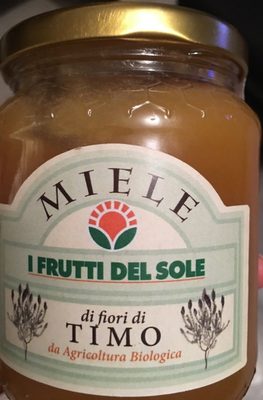 MIELE
I FRUTTI DEL SOLE
di fiori di
TIMO
da Agricoltura Biologica